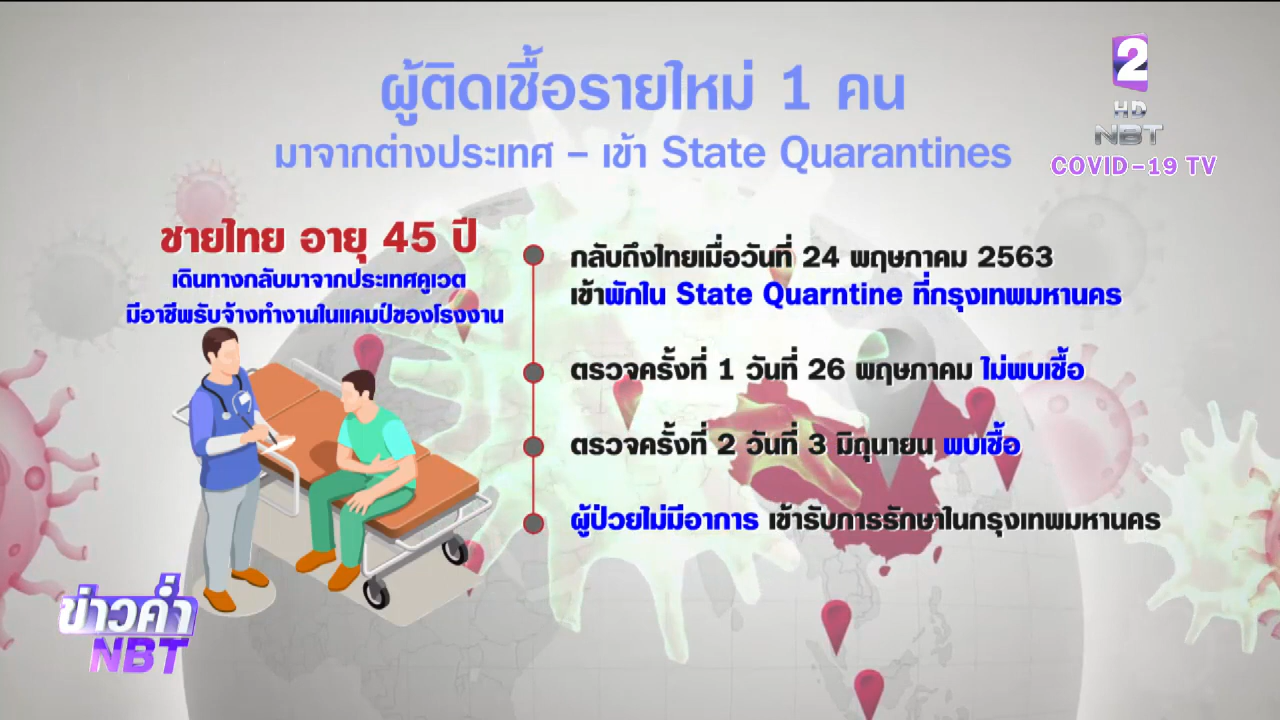 ผู้ติดเชื้อรายใหม่ 1 คน
มาจากต่างประเทศ – เข้า State Quarantines
2
HD
NBT
COVID-19 TV
ชายไทย อายุ 45 ปี
เดินทางกลับมาจากประเทศคูเวต
มีอาชีพรับจ้างทำงานในแคมป์ของโรงงาน
กลับถึงไทยเมื่อวันที่ 24 พฤษภาคม 2563
เข้าพักใน State Quarntine ที่กรุงเทพมหานคร
ตรวจครั้งที่ 1 วันที่ 26 พฤษภาคม ไม่พบเชื้อ
ตรวจครั้งที่ 2 วันที่ 3 มิถุนายน พบเชื้อ
ผู้ป่วยไม่มีอาการ เข้ารับการรักษาในกรุงเทพมหานคร
ข่าวค่ำ
NBT